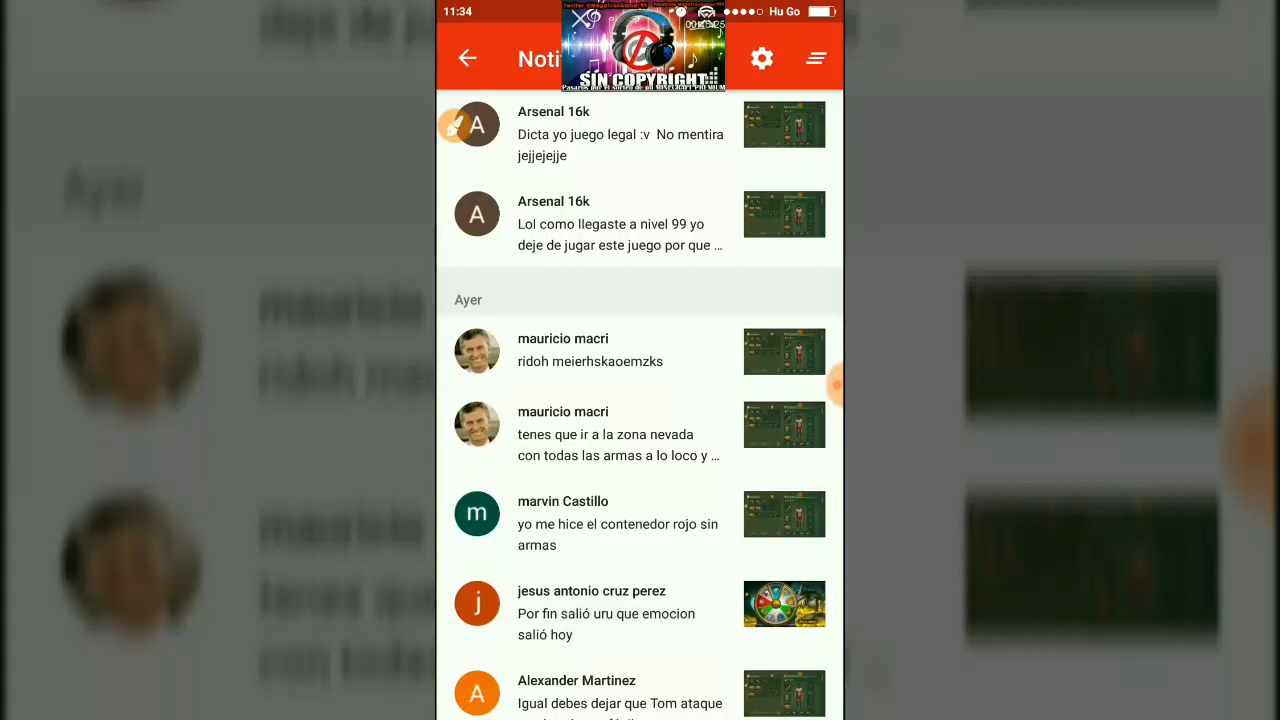 11:34
Hu Go
Noti
SIN COPYRIGHT
Arsenal 16k
Dicta yo juego legal :v No mentira
jejjejejje
A
Arsenal 16k
Lol como llegaste a nivel 99 yo
deje de jugar este juego por que …
A
Ayer
mauricio macri
ridoh meierhskaoemzks
mauricio macri
tenes que ir a la zona nevada
con todas las armas a lo loco y …
marvin Castillo
m
yo me hice el contenedor rojo sin
armas
jesus antonio cruz perez
j
Por fin salió uru que emocion
salió hoy
Alexander Martinez
A
Igual debes dejar que Tom ataque